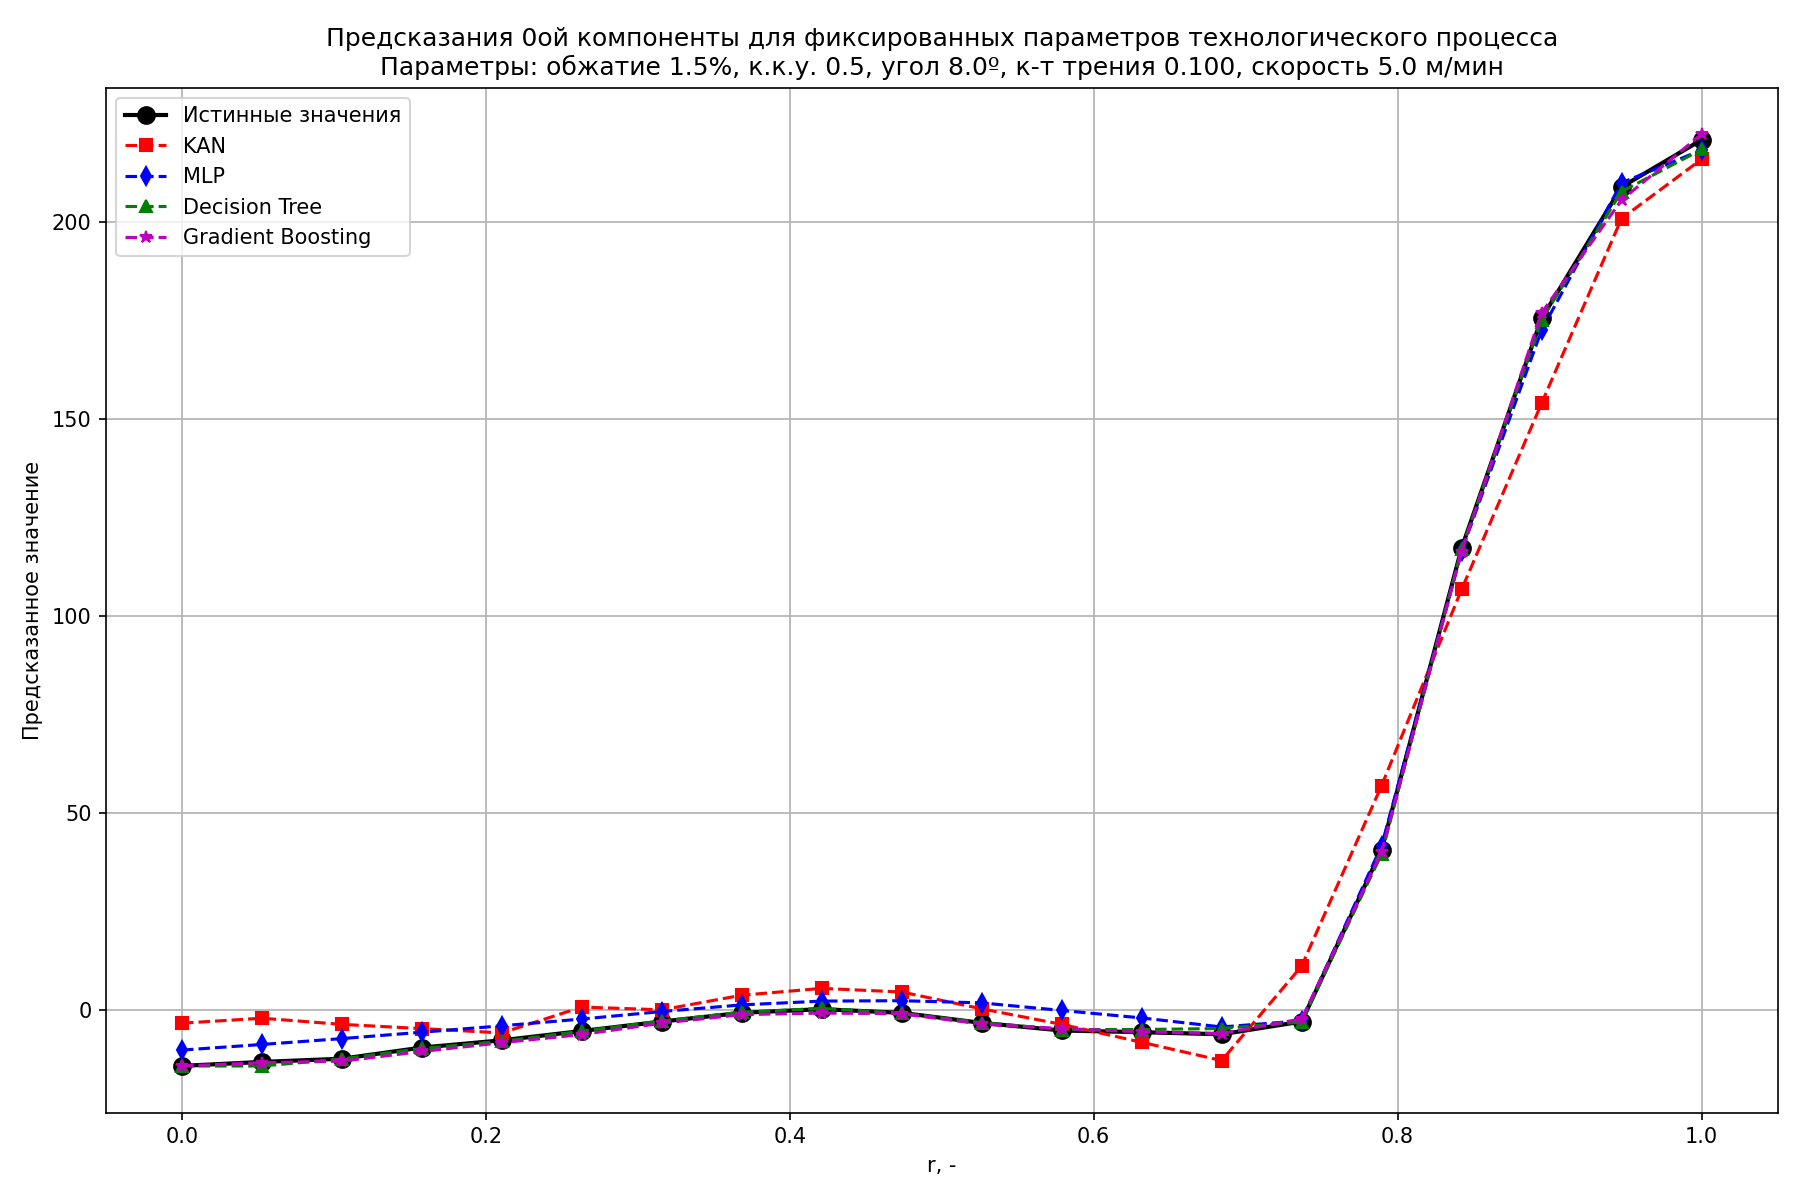 Предсказания 0ой компоненты для фиксированных параметров технологического процесса
Параметры: обжатие 1.5%, к.к.у. 0.5, угол 8.0º, к-т трения 0.100, скорость 5.0 м/мин
Истинные значения
KAN
MLP
Decision Tree
Gradient Boosting
Предсказанное значение
200
150
100
50
0
0.0
0.2
0.4
0.6
0.8
1.0
r, -